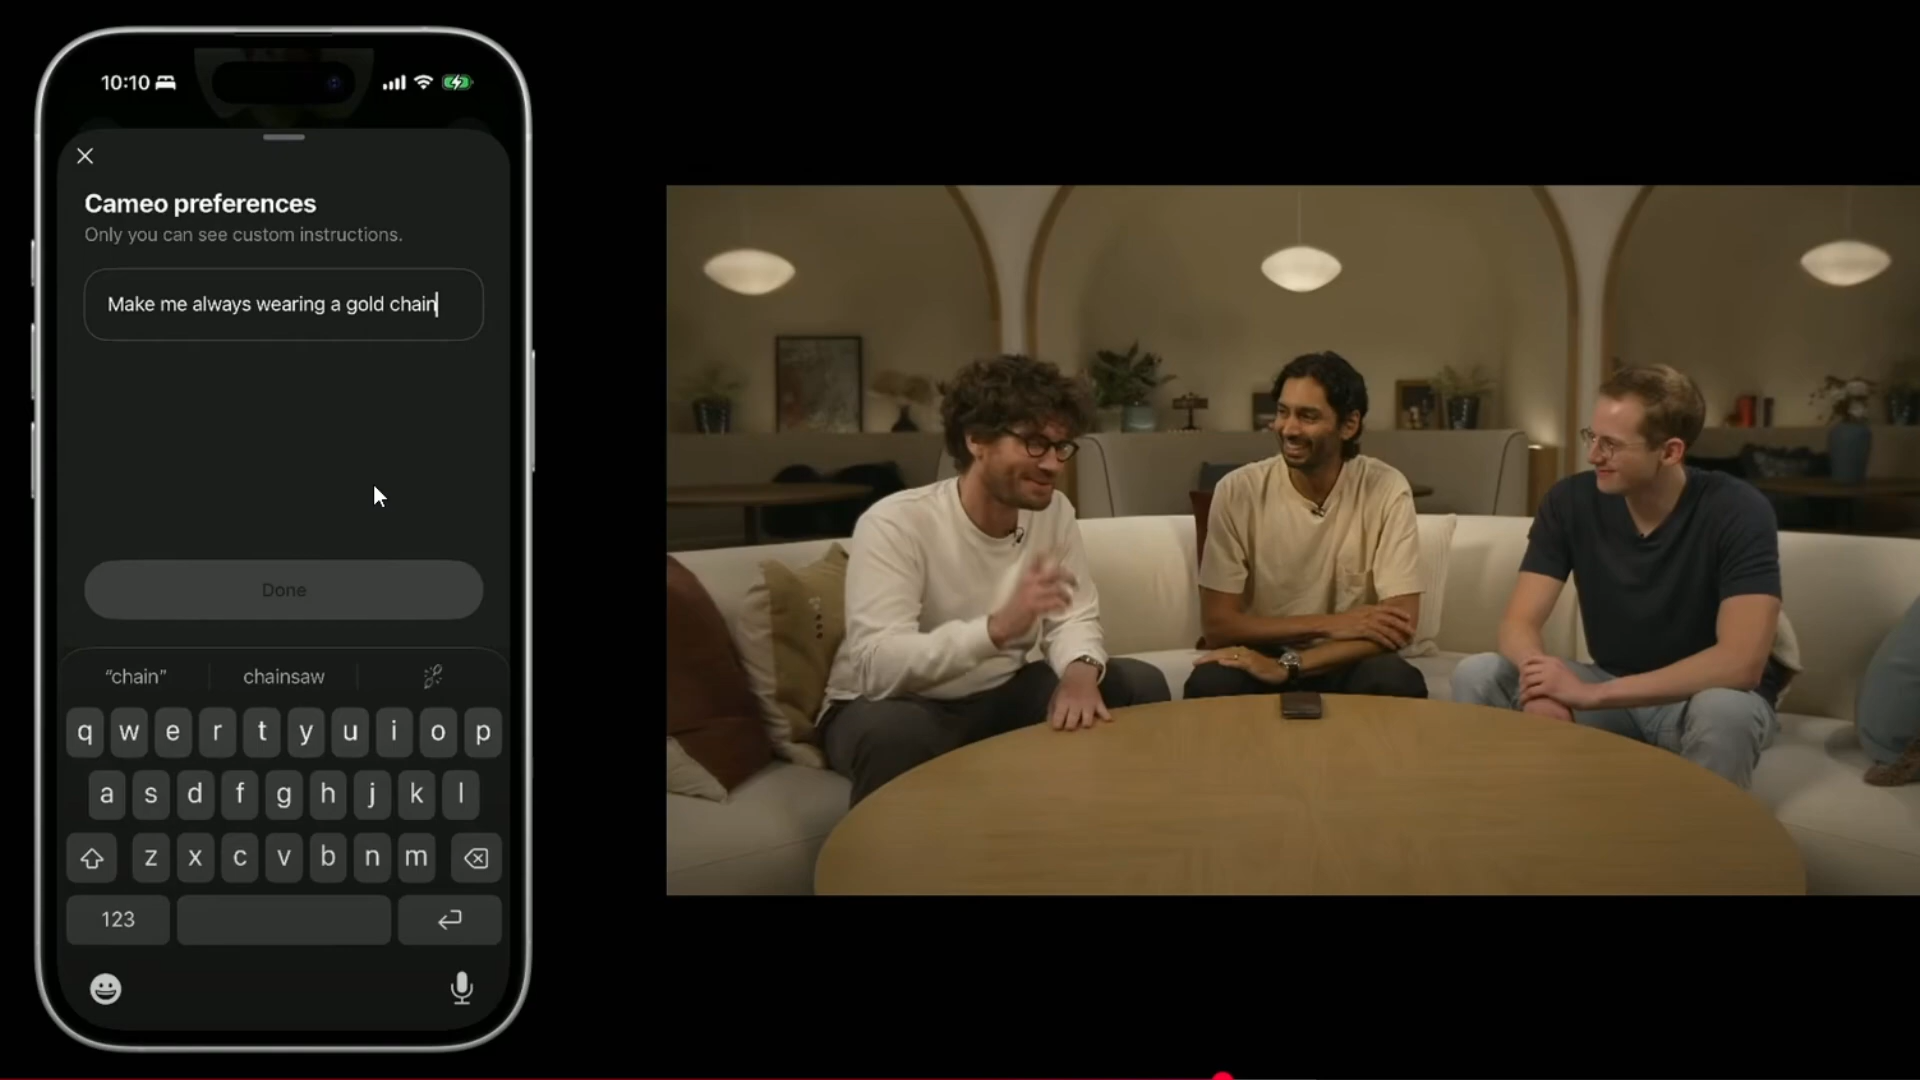 10:10
Cameo preferences
Only you can see custom instructions.
Make me always wearing a gold chain
Done
“chain” chainsaw
q w e r t y u i o p
a s d f g h j k l
z x c v b n m
123